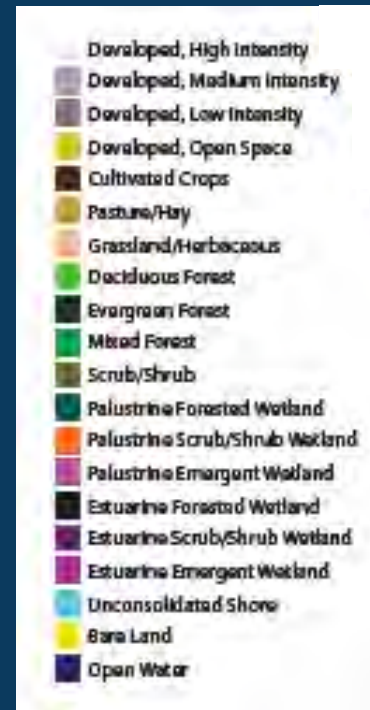 Developed, High Intensity
Developed, Medium Intensity
Developed, Low Intensity
Developed, Open Space
Cultivated Crops
Pasture/Hay
Grassland/Herbaceous
Deciduous Forest
Evergreen Forest
Mixed Forest
Scrub/Shrub
Palustrine Forested Wetland
Palustrine Scrub/Shrub Wetland
Palustrine Emergent Wetland
Estuarine Forested Wetland
Estuarine Scrub/Shrub Wetland
Estuarine Emergent Wetland
Unconsolidated Shore
Bare Land
Open Water